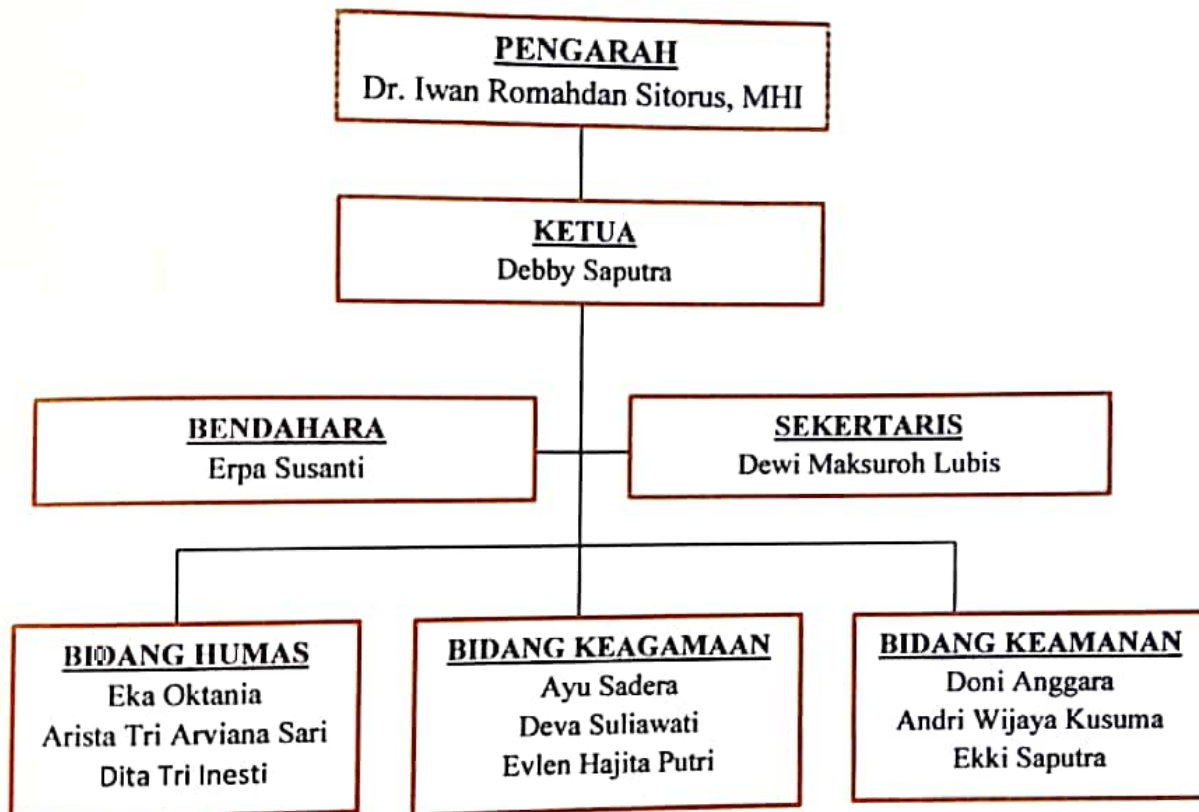 PENGARAH
Dr. Iwan Romahdan Sitorus, MHI
KETUA
Debby Saputra
BENDAHARA
Erpa Susanti
SEKERTARIS
Dewi Maksuroh Lubis
BIDANG HUMAS
Eka Oktania
Arista Tri Arviana Sari
Dita Tri Inesti
BIDANG KEAGAMAAN
Ayu Sadera
Deva Suliawati
Evlen Hajita Putri
BIDANG KEAMANAN
Doni Anggara
Andri Wijaya Kusuma
Ekki Saputra